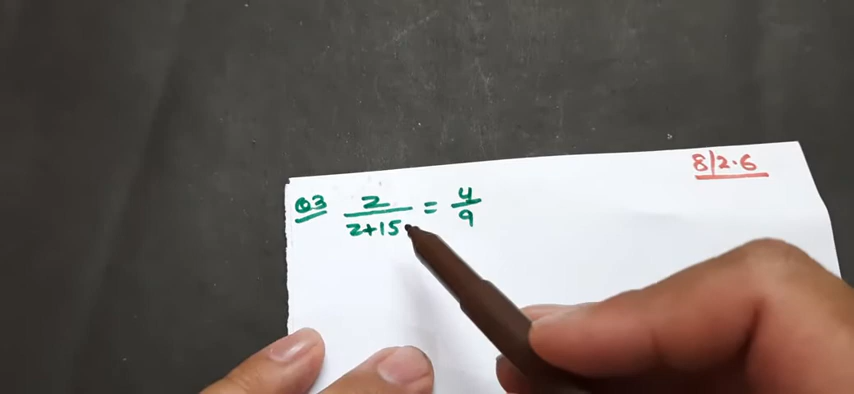 8|2.6
Q3 z/(z+15) = 4/9